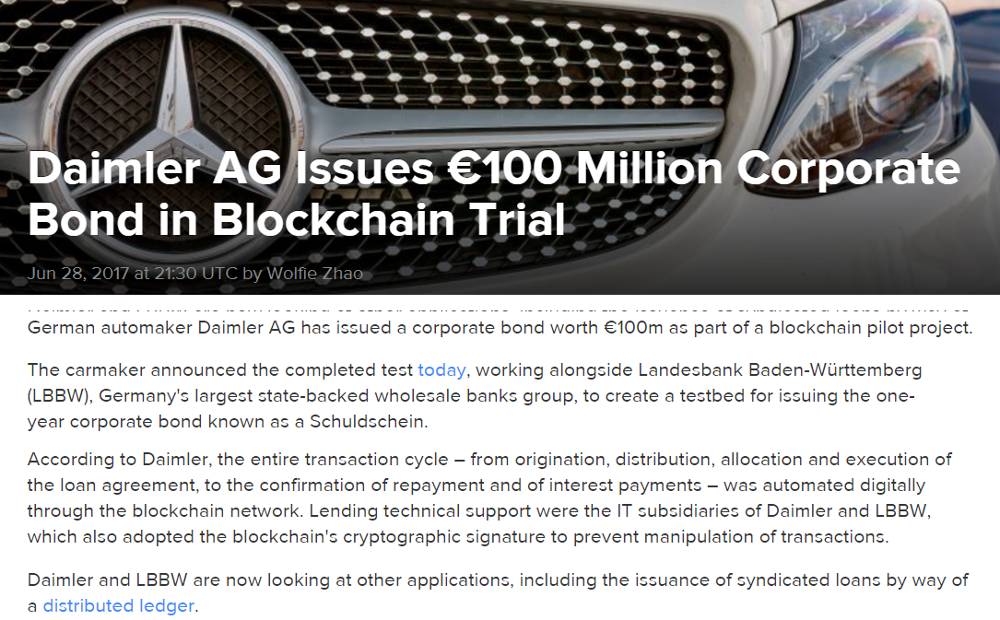 Daimler AG Issues €100 Million Corporate
Bond in Blockchain Trial
Jun 28, 2017 at 21:30 UTC by Wolfie Zhao
German automaker Daimler AG has issued a corporate bond worth €100m as part of a blockchain pilot project.
The carmaker announced the completed test today, working alongside Landesbank Baden-Württemberg
(LBBW), Germany's largest state-backed wholesale banks group, to create a testbed for issuing the one-
year corporate bond known as a Schuldschein.
According to Daimler, the entire transaction cycle – from origination, distribution, allocation and execution of
the loan agreement, to the confirmation of repayment and of interest payments – was automated digitally
through the blockchain network. Lending technical support were the IT subsidiaries of Daimler and LBBW,
which also adopted the blockchain's cryptographic signature to prevent manipulation of transactions.
Daimler and LBBW are now looking at other applications, including the issuance of syndicated loans by way of
a distributed ledger.